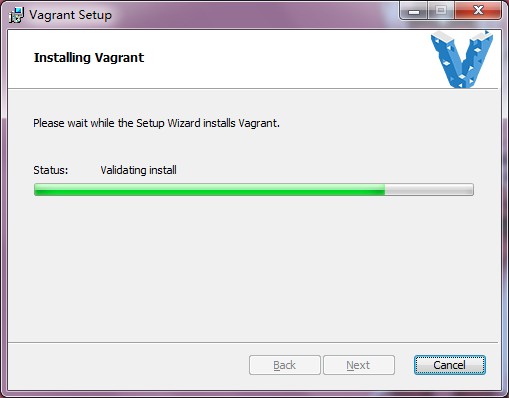 Vagrant Setup
Installing Vagrant
Please wait while the Setup Wizard installs Vagrant.
Status: Validating install
Back Next Cancel